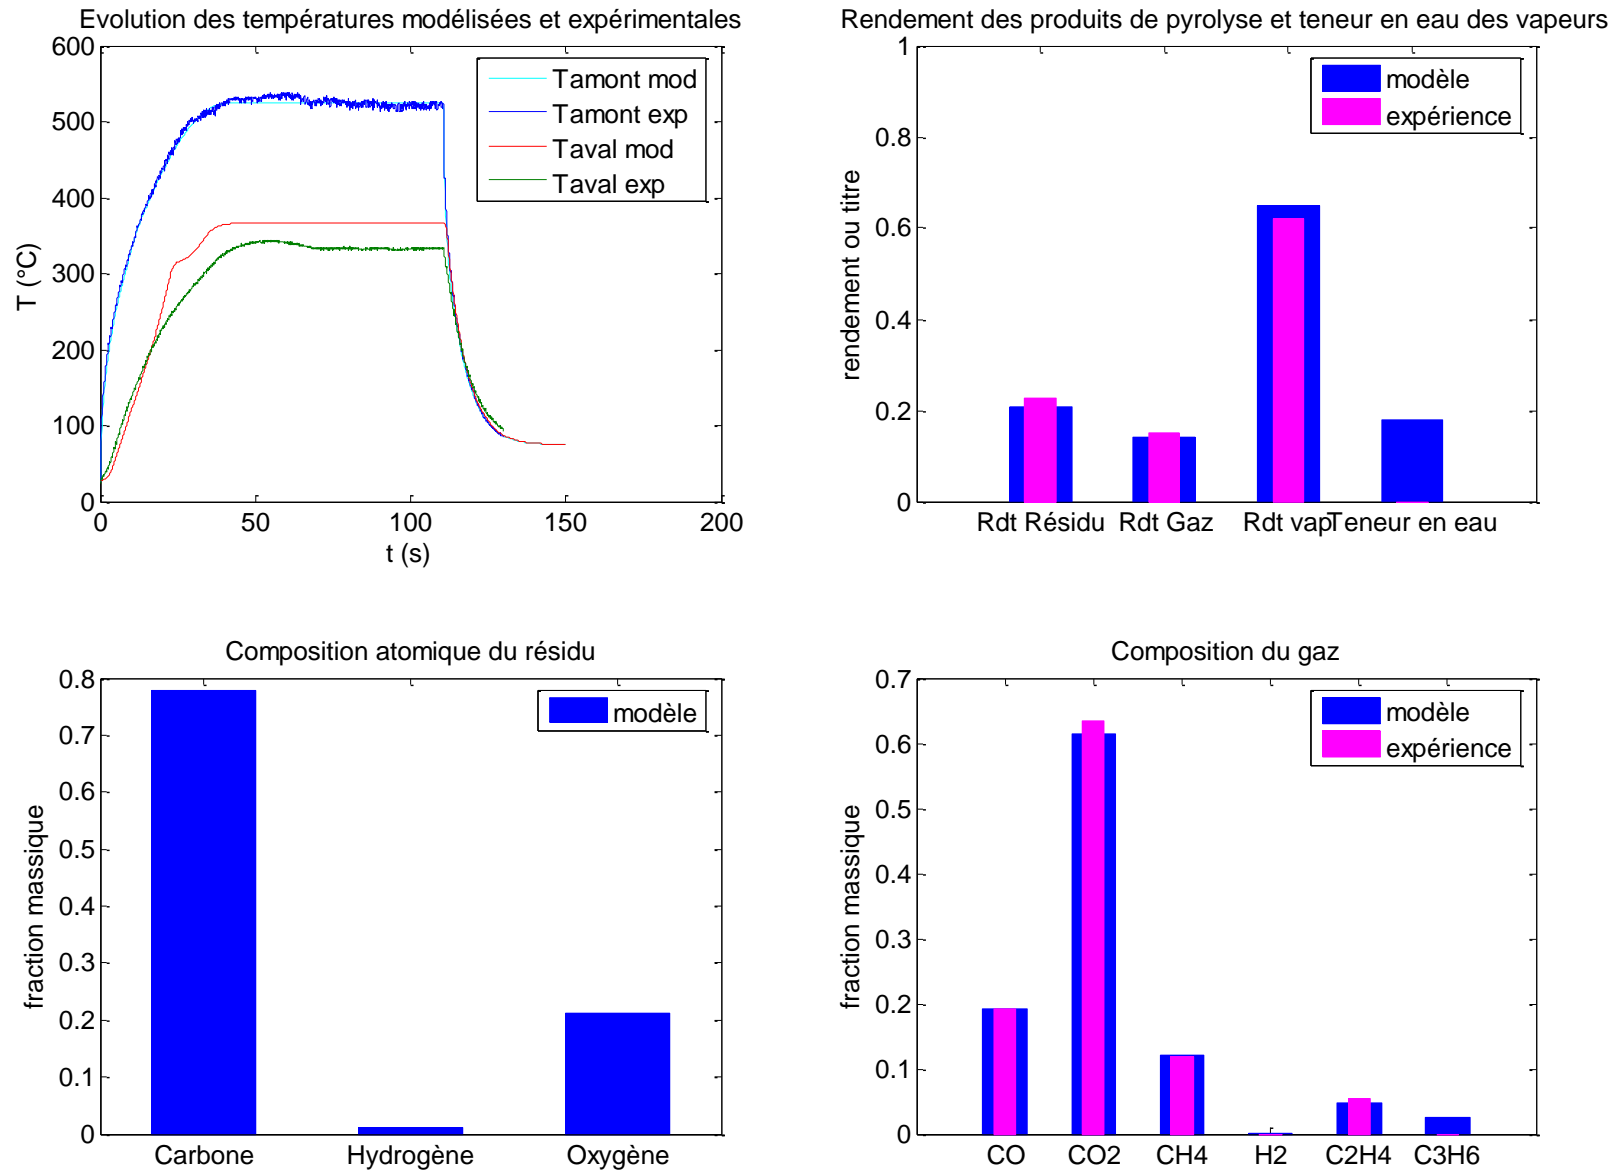 Evolution des températures modélisées et expérimentales
600
500
400
300
200
100
0
T (°C)
0
50
100
150
200
t (s)
Tamont mod
Tamont exp
Taval mod
Taval exp
Rendement des produits de pyrolyse et teneur en eau des vapeurs
1
0.8
0.6
0.4
0.2
0
rendement ou titre
modèle
expérience
Rdt Résidu
Rdt Gaz
Rdt vap
Teneur en eau
Composition atomique du résidu
0.8
0.7
0.6
0.5
0.4
0.3
0.2
0.1
0
fraction massique
modèle
Carbone
Hydrogène
Oxygène
Composition du gaz
0.7
0.6
0.5
0.4
0.3
0.2
0.1
0
fraction massique
modèle
expérience
CO
CO2
CH4
H2
C2H4
C3H6